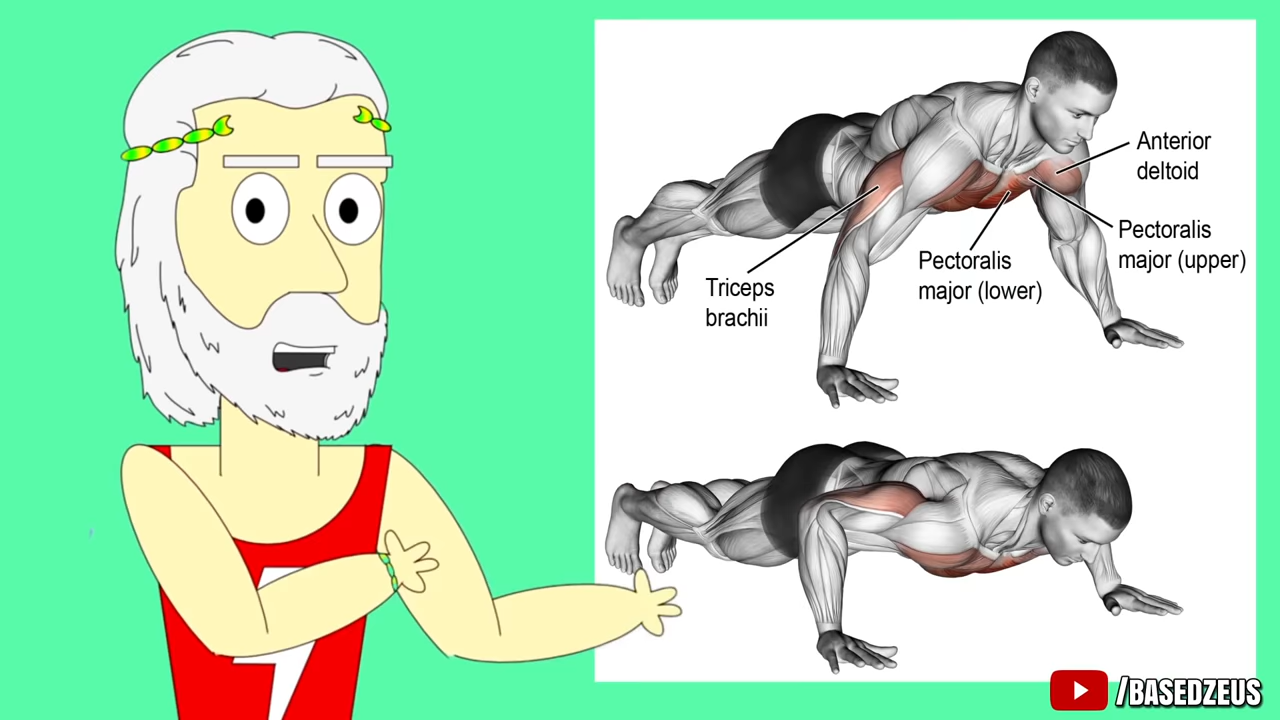 Anterior
deltoid
Pectoralis
major (upper)
Pectoralis
major (lower)
Triceps
brachii
/BASEDZEUS